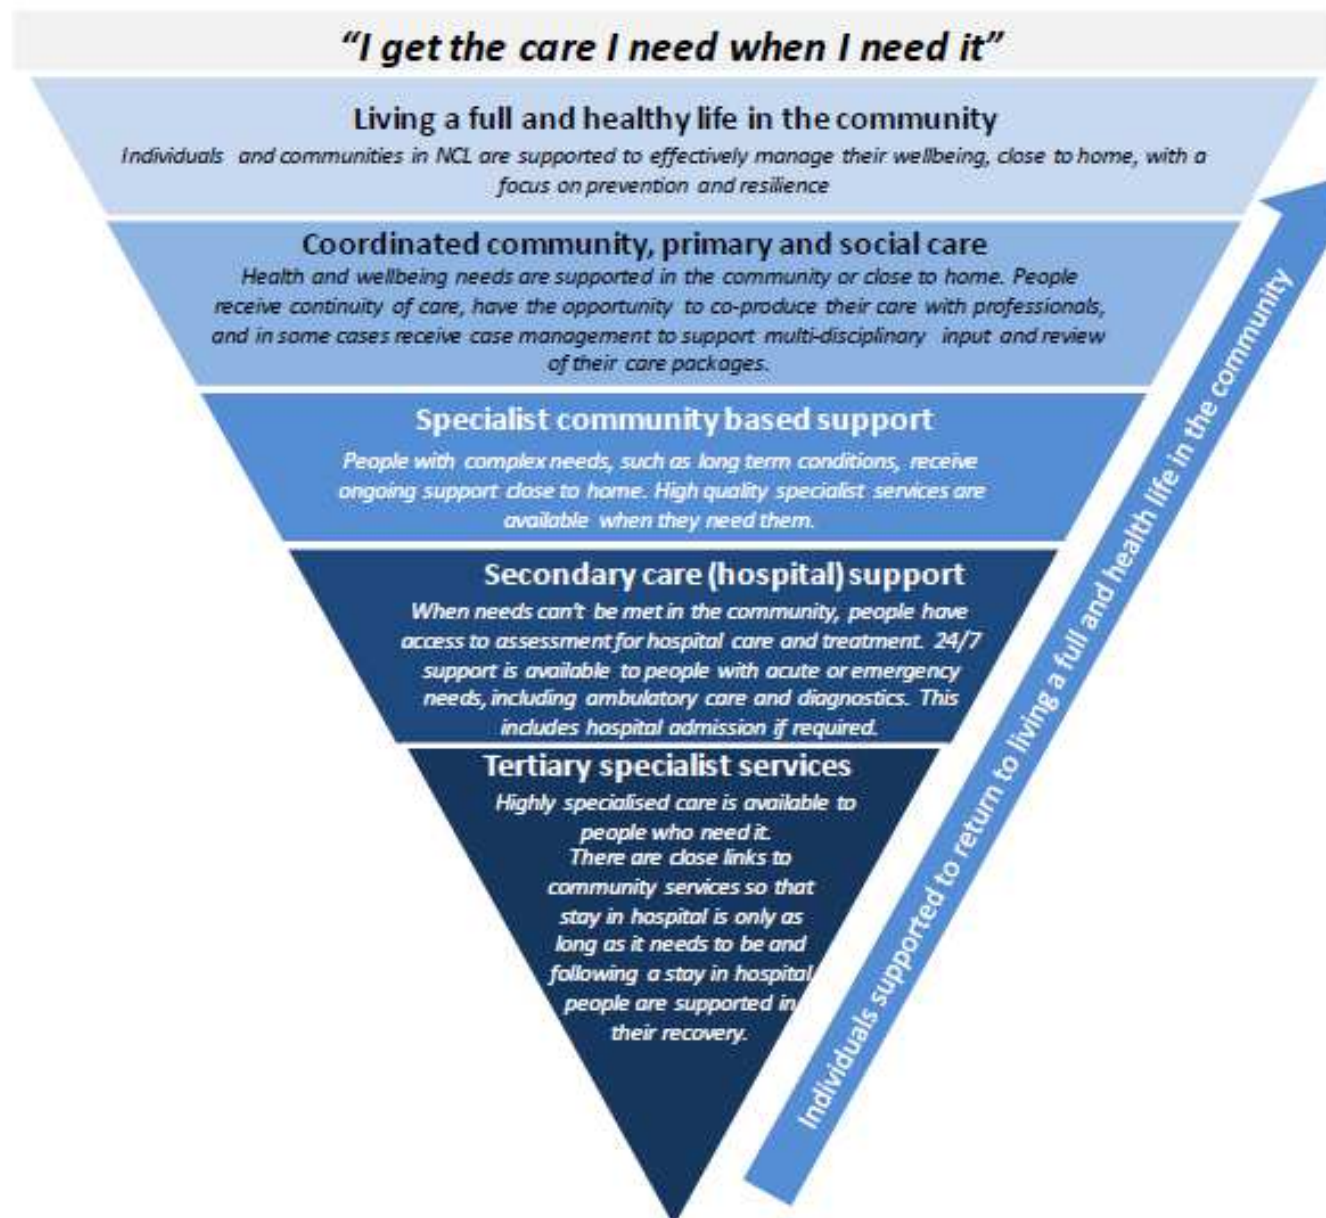 “I get the care I need when I need it”
Living a full and healthy life in the community
Individuals and communities in NCL are supported to effectively manage their wellbeing, close to home, with a
focus on prevention and resilience
Coordinated community, primary and social care
Health and wellbeing needs are supported in the community or close to home. People
receive continuity of care, have the opportunity to co-produce their care with professionals,
and in some cases receive case management to support multi-disciplinary input and review
of their care packages.
Specialist community based support
People with complex needs, such as long term conditions, receive
ongoing support close to home. High quality specialist services are
available when they need them.
Secondary care (hospital) support
When needs can't be met in the community, people have
access to assessment for hospital care and treatment. 24/7
support is available to people with acute or emergency
needs, including ambulatory care and diagnostics. This
includes hospital admission if required.
Tertiary specialist services
Highly specialised care is available to
people who need it.
There are close links to
community services so that
stay in hospital is only as
long as it needs to be and
following a stay in hospital
people are supported in
their recovery.
Individuals supported to return to living a full and health life in the community